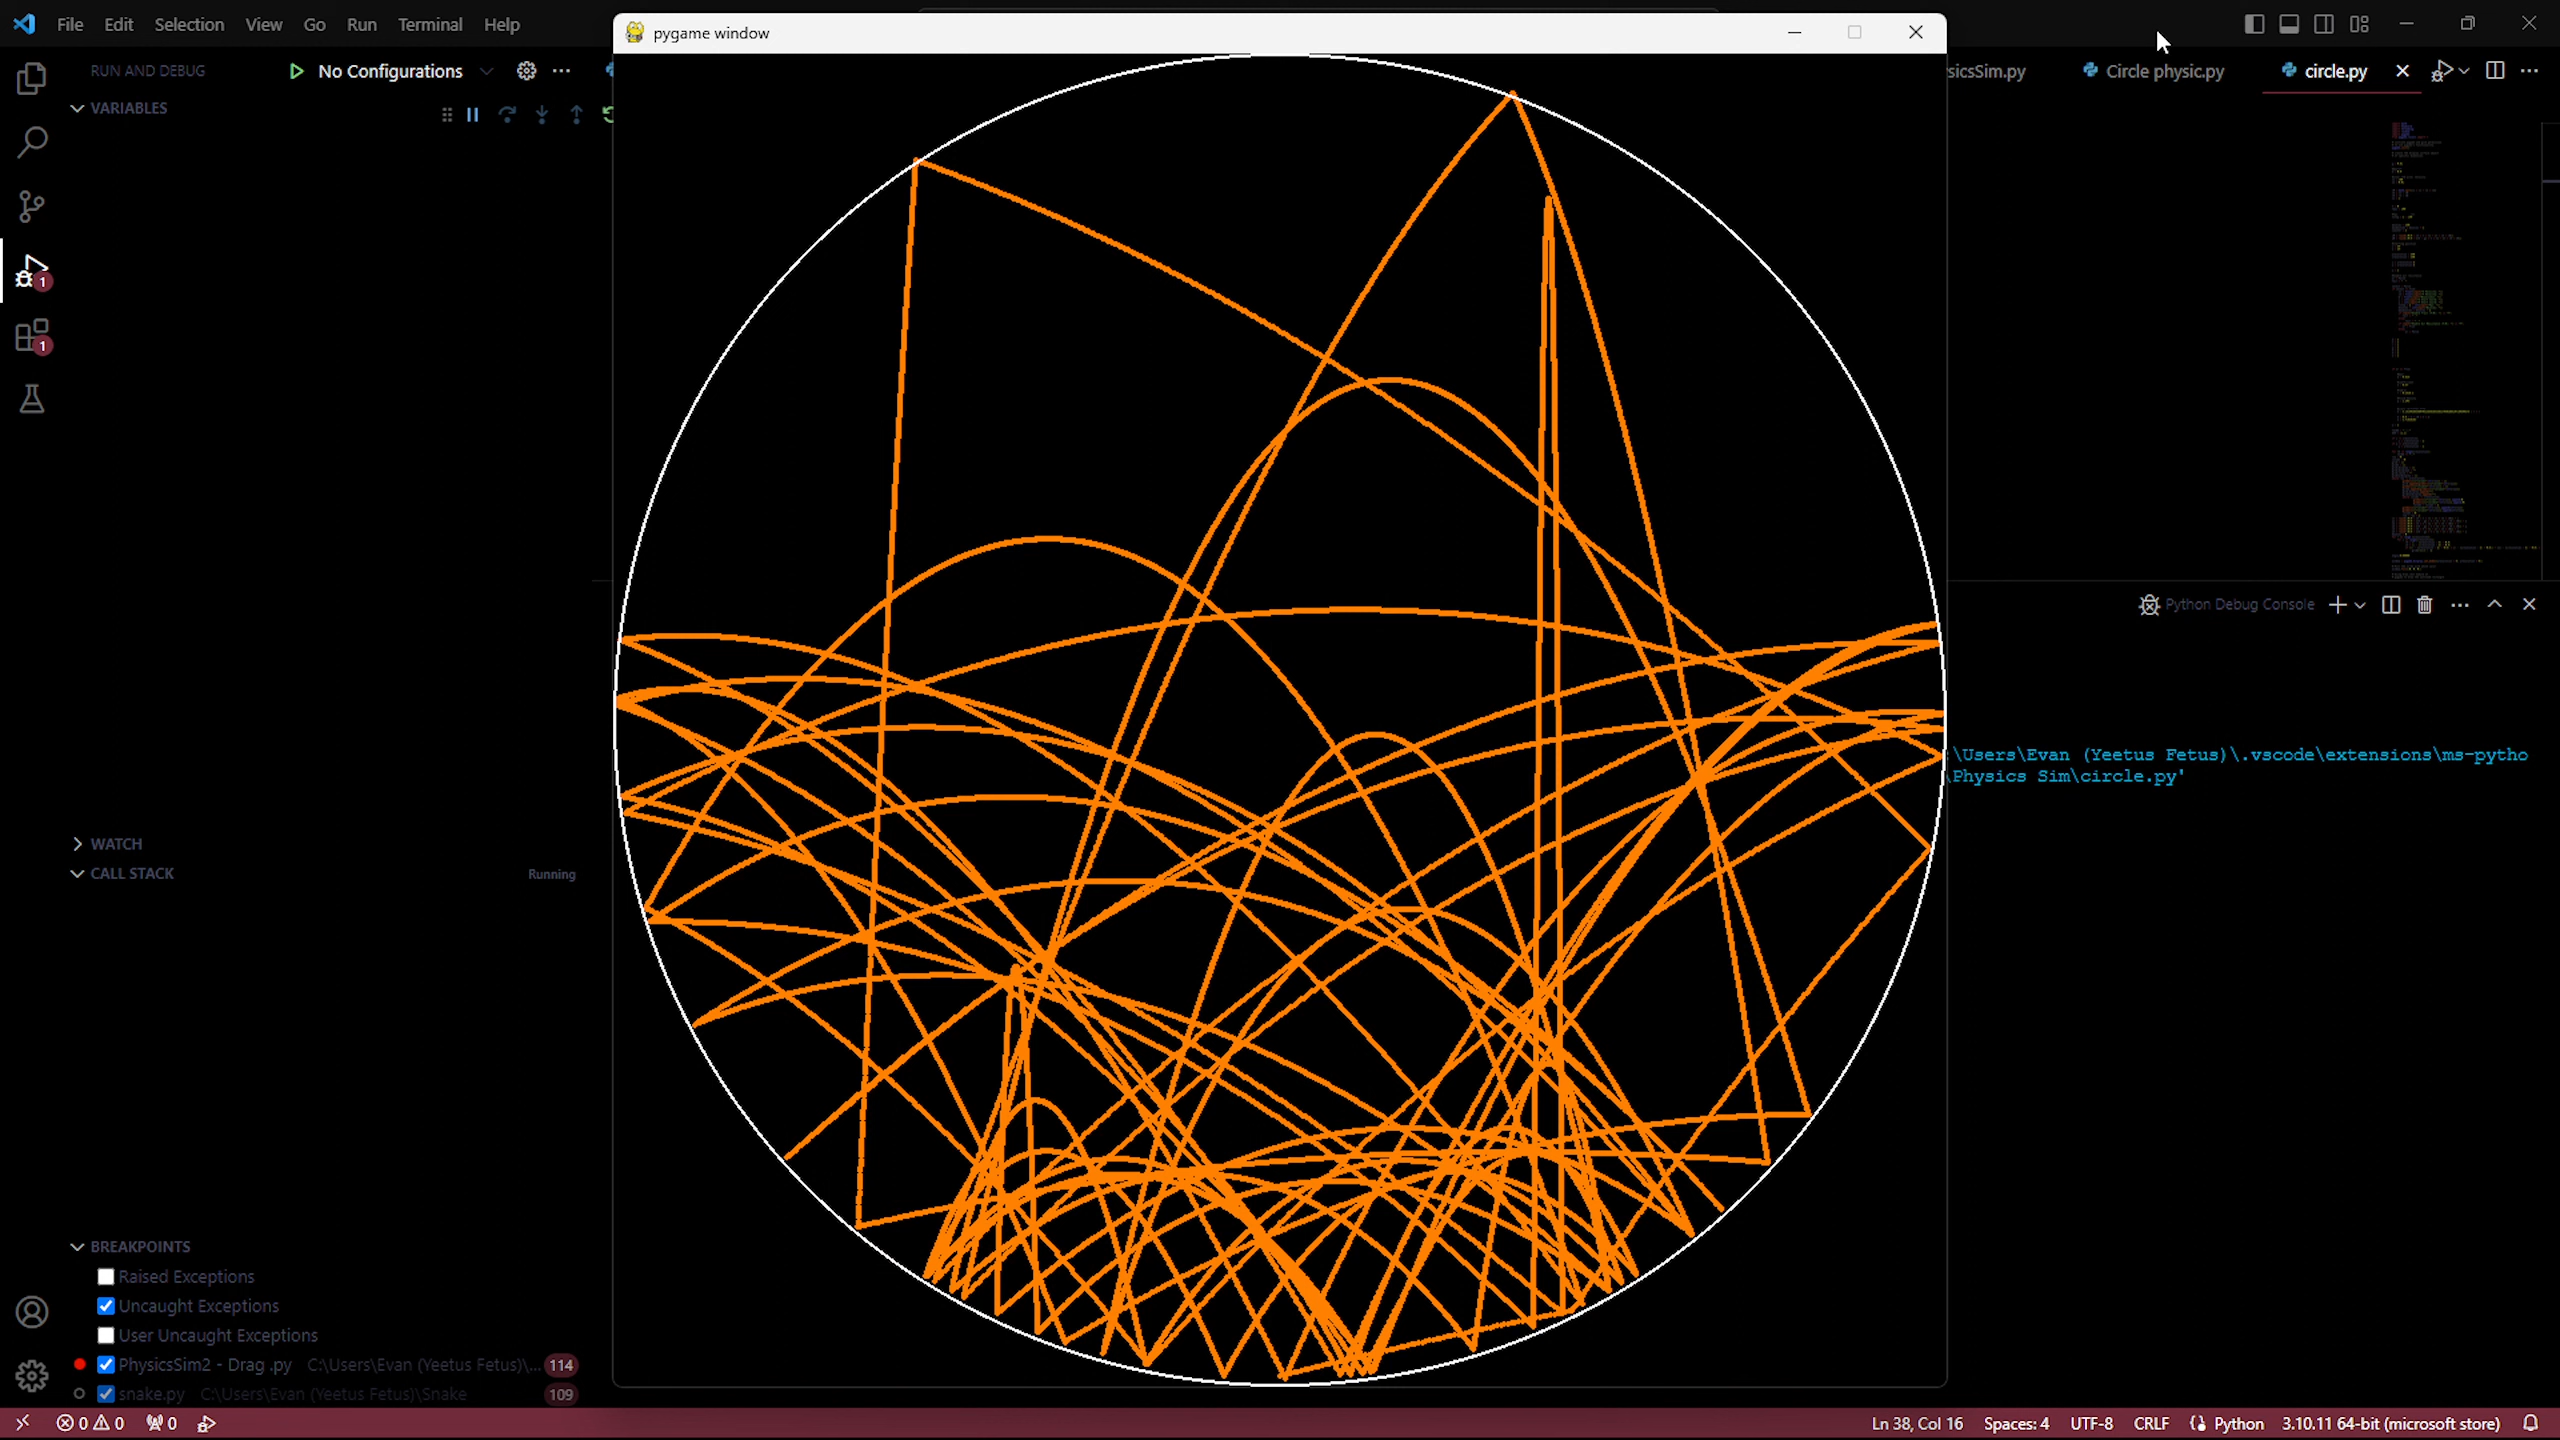 File Edit Selection View Go Run Terminal Help
pygame window
RUN AND DEBUG No Configurations
sicsSim.py Circle physic.py circle.py
VARIABLES
1
1
Python Debug Console
\Users\Evan (Yeetus Fetus)\.vscode\extensions\ms-pytho
\Physics Sim\circle.py'
WATCH
CALL STACK Running
BREAKPOINTS
Raised Exceptions
Uncaught Exceptions
User Uncaught Exceptions
PhysicsSim2 - Drag .py C:\Users\Evan (Yeetus Fetus)\... 114
snake.py C:\Users\Evan (Yeetus Fetus)\Snake 109
0 0 0 Ln 38, Col 16 Spaces: 4 UTF-8 CRLF Python 3.10.11 64-bit (microsoft store)